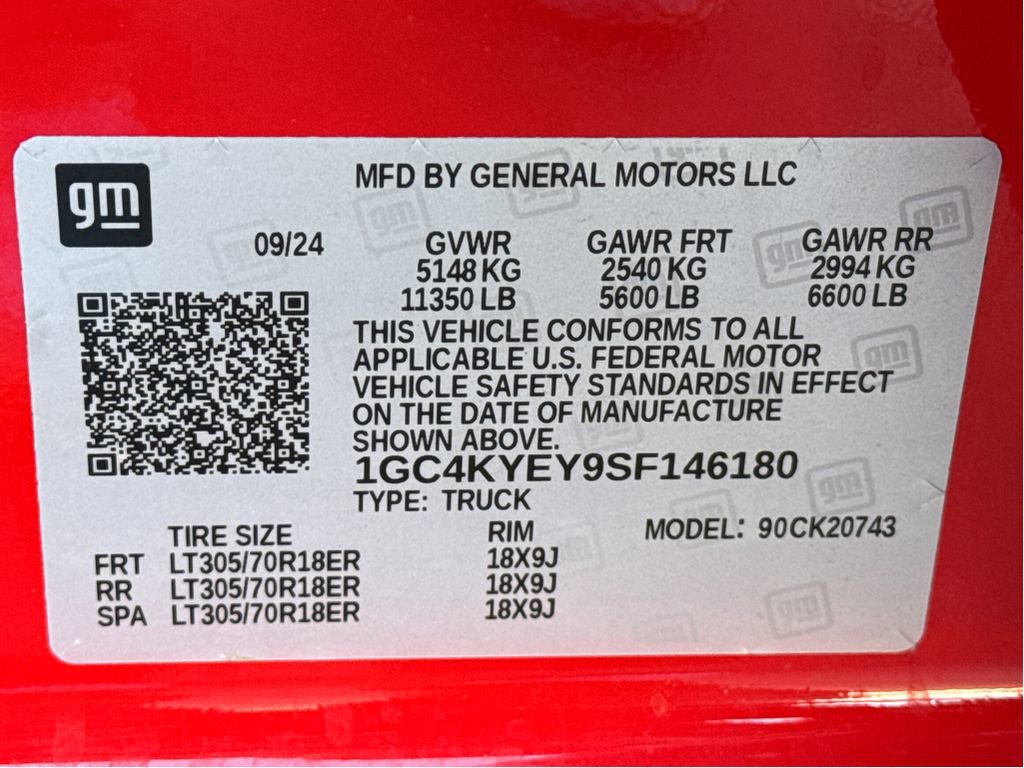 gm
MFD BY GENERAL MOTORS LLC
09/24 GVWR GAWR FRT GAWR RR
5148 KG 2540 KG 2994 KG
11350 LB 5600 LB 6600 LB
THIS VEHICLE CONFORMS TO ALL
APPLICABLE U.S. FEDERAL MOTOR
VEHICLE SAFETY STANDARDS IN EFFECT
ON THE DATE OF MANUFACTURE
SHOWN ABOVE.
1GC4KYEY9SF146180
TYPE: TRUCK
TIRE SIZE RIM MODEL: 90CK20743
FRT LT305/70R18ER 18X9J
RR LT305/70R18ER 18X9J
SPA LT305/70R18ER 18X9J